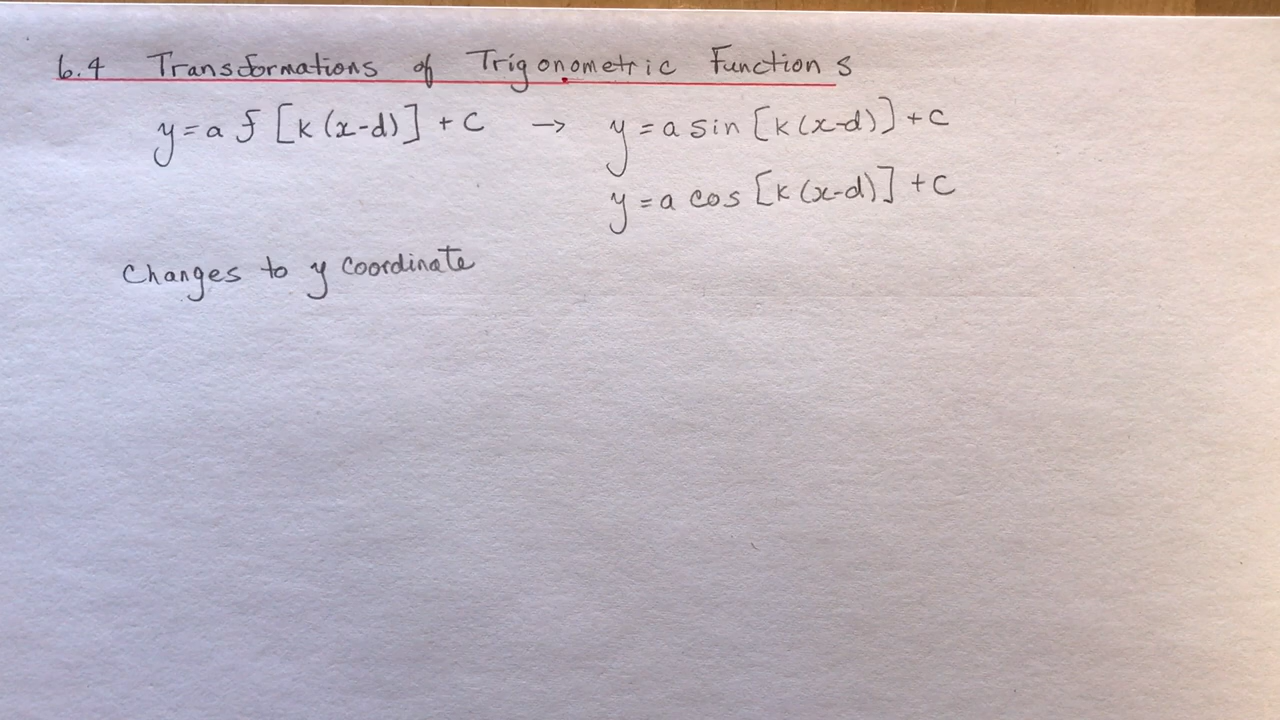 6.4 Transformations of Trigonometric Functions
y = a f [k(x-d)] + c → y = a sin [k(x-d)] + c
y = a cos [k(x-d)] + c
Changes to y coordinate